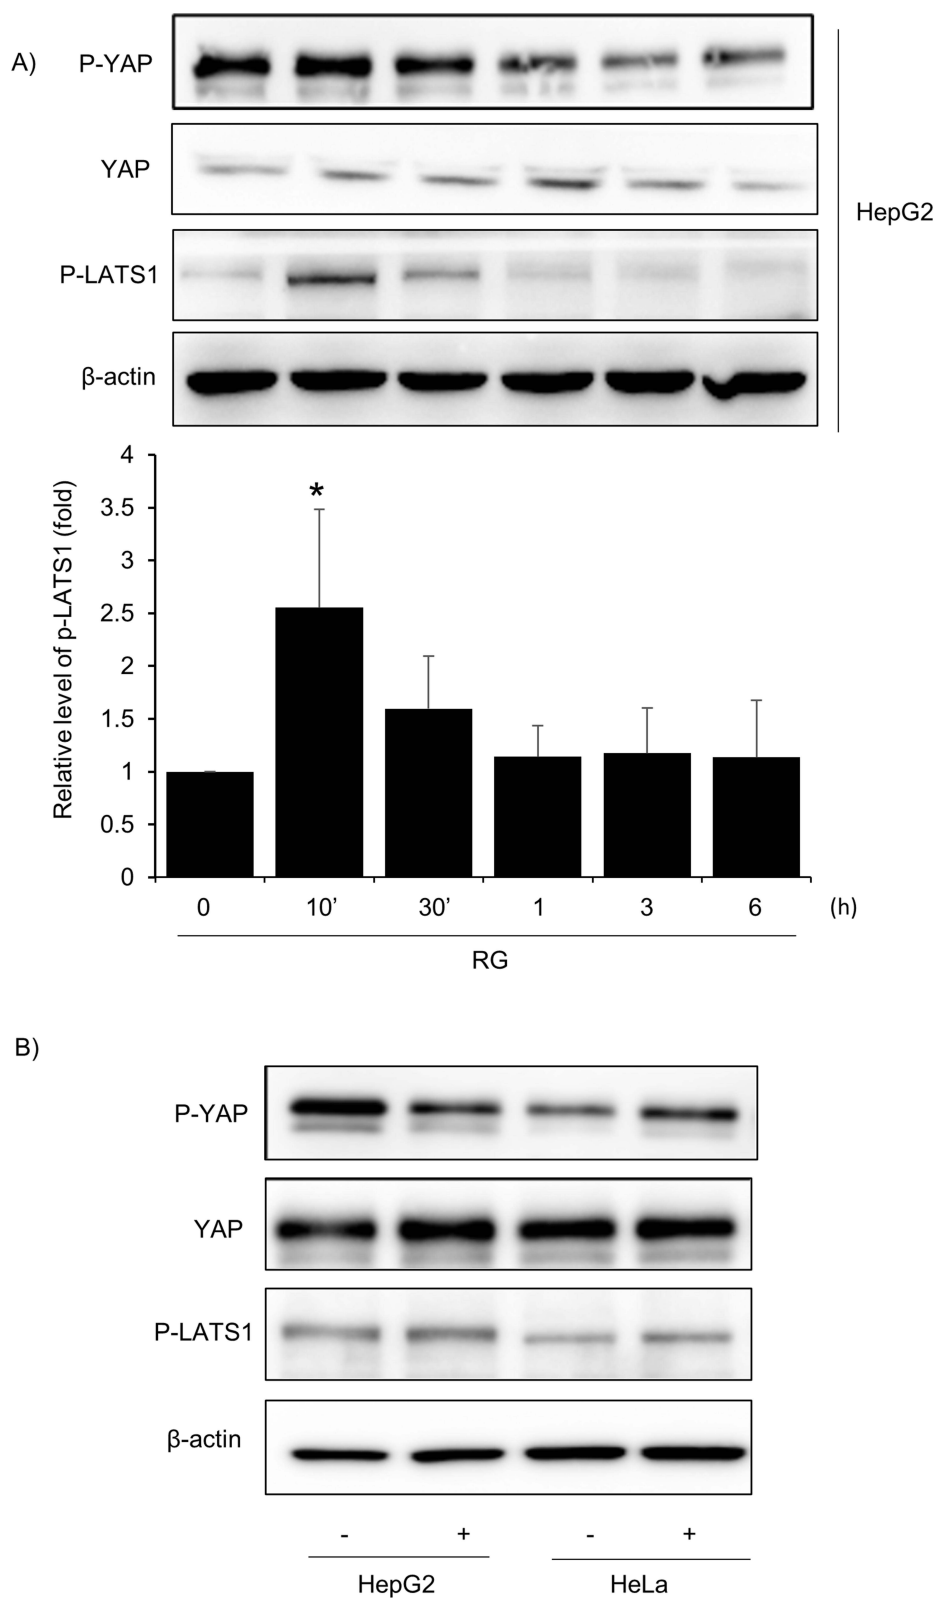 A)
P-YAP
YAP
P-LATS1
β-actin
HepG2
Relative level of p-LATS1 (fold)
4
3.5
3
2.5
2
1.5
1
0.5
0
*
0 10’ 30’ 1 3 6 (h)
RG
B)
P-YAP
YAP
P-LATS1
β-actin
- + - +
HepG2 HeLa